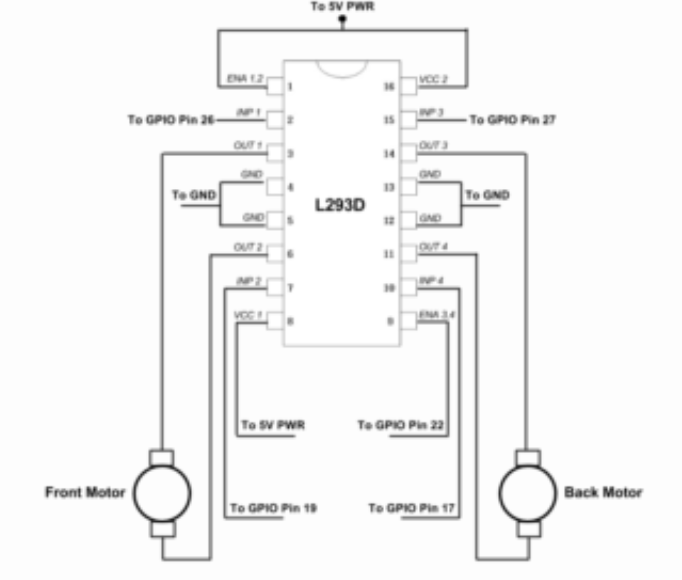 To 5V PWR
ENA 1,2
1
16
VCC 2
To GPIO Pin 26
INP 1
2
15
INP 3
To GPIO Pin 27
OUT 1
3
14
OUT 3
GND
4
13
GND
To GND
L293D
To GND
GND
5
12
GND
OUT 2
6
11
OUT 4
INP 2
7
10
INP 4
VCC 1
8
9
ENA 3,4
To 5V PWR
To GPIO Pin 22
Front Motor
Back Motor
To GPIO Pin 19
To GPIO Pin 17